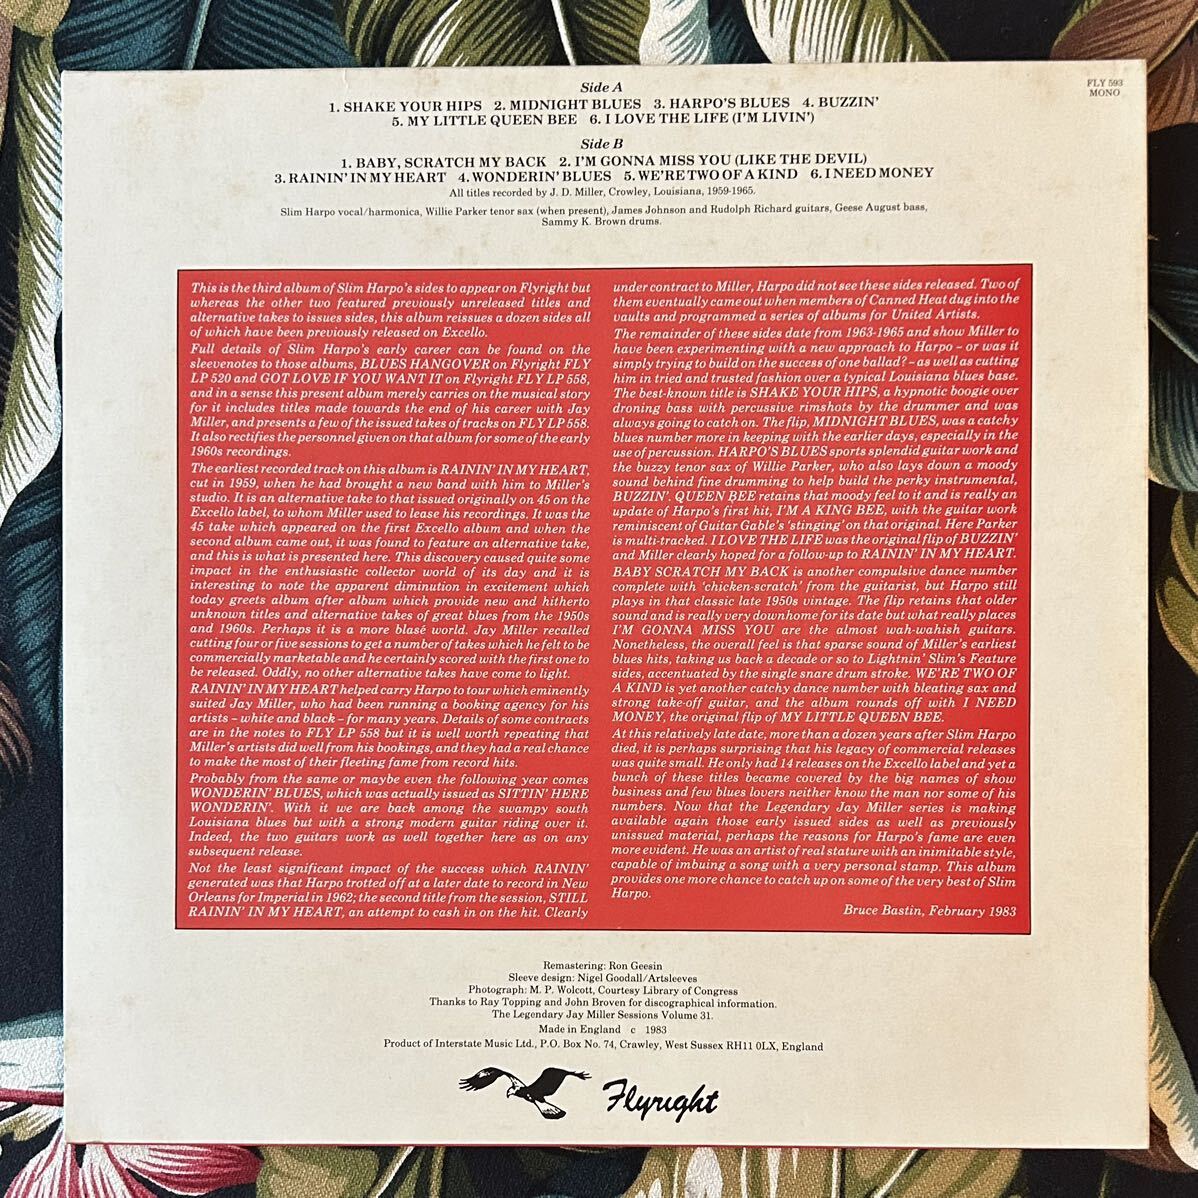 Side A
1. SHAKE YOUR HIPS 2. MIDNIGHT BLUES 3. HARPO'S BLUES 4. BUZZIN'
5. MY LITTLE QUEEN BEE 6. I LOVE THE LIFE (I'M LIVIN')
FLY 593
MONO
Side B
1. BABY, SCRATCH MY BACK 2. I'M GONNA MISS YOU (LIKE THE DEVIL)
3. RAININ' IN MY HEART 4. WONDERIN' BLUES 5. WE'RE TWO OF A KIND 6. I NEED MONEY
All titles recorded by J. D. Miller, Crowley, Louisiana, 1959-1965.
Slim Harpo vocal/harmonica, Willie Parker tenor sax (when present), James Johnson and Rudolph Richard guitars, Geese August bass,
Sammy K. Brown drums.
This is the third album of Slim Harpo's sides to appear on Flyright but
whereas the other two featured previously unreleased titles and
alternative takes to issues sides, this album reissues a dozen sides all
of which have been previously released on Excello.
Full details of Slim Harpo's early career can be found on the
sleevenotes to those albums, BLUES HANGOVER on Flyright FLY
LP 520 and GOT LOVE IF YOU WANT IT on Flyright FLY LP 558,
and in a sense this present album merely carries on the musical story
for it includes titles made towards the end of his career with Jay
Miller, and presents a few of the issued takes of tracks on FLY LP 558.
It also rectifies the personnel given on that album for some of the early
1960s recordings.
The earliest recorded track on this album is RAININ' IN MY HEART,
cut in 1959, when he had brought a new band with him to Miller's
studio. It is an alternative take to that issued originally on 45 on the
Excello label, to whom Miller used to lease his recordings. It was the
45 take which appeared on the first Excello album and when the
second album came out, it was found to feature an alternative take,
and this is what is presented here. This discovery caused quite some
impact in the enthusiastic collector world of its day and it is
interesting to note the apparent diminution in excitement which
today greets album after album which provide new and hitherto
unknown titles and alternative takes of great blues from the 1950s
and 1960s. Perhaps it is a more blasé world. Jay Miller recalled
cutting four or five sessions to get a number of takes which he felt to be
commercially marketable and he certainly scored with the first one to
be released. Oddly, no other alternative takes have come to light.
RAININ' IN MY HEART helped carry Harpo to tour which eminently
suited Jay Miller, who had been running a booking agency for his
artists – white and black – for many years. Details of some contracts
are in the notes to FLY LP 558 but it is well worth repeating that
Miller's artists did well from his bookings, and they had a real chance
to make the most of their fleeting fame from record hits.
Probably from the same or maybe even the following year comes
WONDERIN' BLUES, which was actually issued as SITTIN' HERE
WONDERIN'. With it we are back among the swampy south
Louisiana blues but with a strong modern guitar riding over it.
Indeed, the two guitars work as well together here as on any
subsequent release.
Not the least significant impact of the success which RAININ'
generated was that Harpo trotted off at a later date to record in New
Orleans for Imperial in 1962; the second title from the session, STILL
RAININ' IN MY HEART, an attempt to cash in on the hit. Clearly
under contract to Miller, Harpo did not see these sides released. Two of
them eventually came out when members of Canned Heat dug into the
vaults and programmed a series of albums for United Artists.
The remainder of these sides date from 1963-1965 and show Miller to
have been experimenting with a new approach to Harpo – or was it
simply trying to build on the success of one ballad? – as well as cutting
him in tried and trusted fashion over a typical Louisiana blues base.
The best-known title is SHAKE YOUR HIPS, a hypnotic boogie over
droning bass with percussive rimshots by the drummer and was
always going to catch on. The flip, MIDNIGHT BLUES, was a catchy
blues number more in keeping with the earlier days, especially in the
use of percussion. HARPO'S BLUES sports splendid guitar work and
the buzzy tenor sax of Willie Parker, who also lays down a moody
sound behind fine drumming to help build the perky instrumental,
BUZZIN'. QUEEN BEE retains that moody feel to it and is really an
update of Harpo's first hit, I'M A KING BEE, with the guitar work
reminiscent of Guitar Gable's 'stinging' on that original. Here Parker
is multi-tracked. I LOVE THE LIFE was the original flip of BUZZIN'
and Miller clearly hoped for a follow-up to RAININ' IN MY HEART.
BABY SCRATCH MY BACK is another compulsive dance number
complete with 'chicken-scratch' from the guitarist, but Harpo still
plays in that classic late 1950s vintage. The flip retains that older
sound and is really very downhome for its date but what really places
I'M GONNA MISS YOU are the almost wah-wahish guitars.
Nonetheless, the overall feel is that sparse sound of Miller's earliest
blues hits, taking us back a decade or so to Lightnin' Slim's Feature
sides, accentuated by the single snare drum stroke. WE'RE TWO OF
A KIND is yet another catchy dance number with bleating sax and
strong take-off guitar, and the album rounds off with I NEED
MONEY, the original flip of MY LITTLE QUEEN BEE.
At this relatively late date, more than a dozen years after Slim Harpo
died, it is perhaps surprising that his legacy of commercial releases
was quite small. He only had 14 releases on the Excello label and yet a
bunch of these titles became covered by the big names of show
business and few blues lovers neither know the man nor some of his
numbers. Now that the Legendary Jay Miller series is making
available again those early issued sides as well as previously
unissued material, perhaps the reasons for Harpo's fame are even
more evident. He was an artist of real stature with an inimitable style,
capable of imbuing a song with a very personal stamp. This album
provides one more chance to catch up on some of the very best of Slim
Harpo.
Bruce Bastin, February 1983
Remastering: Ron Geesin
Sleeve design: Nigel Goodall/Artsleeves
Photograph: M. P. Wolcott, Courtesy Library of Congress
Thanks to Ray Topping and John Broven for discographical information.
The Legendary Jay Miller Sessions Volume 31.
Made in England c 1983
Product of Interstate Music Ltd., P.O. Box No. 74, Crawley, West Sussex RH11 0LX, England
Flyright